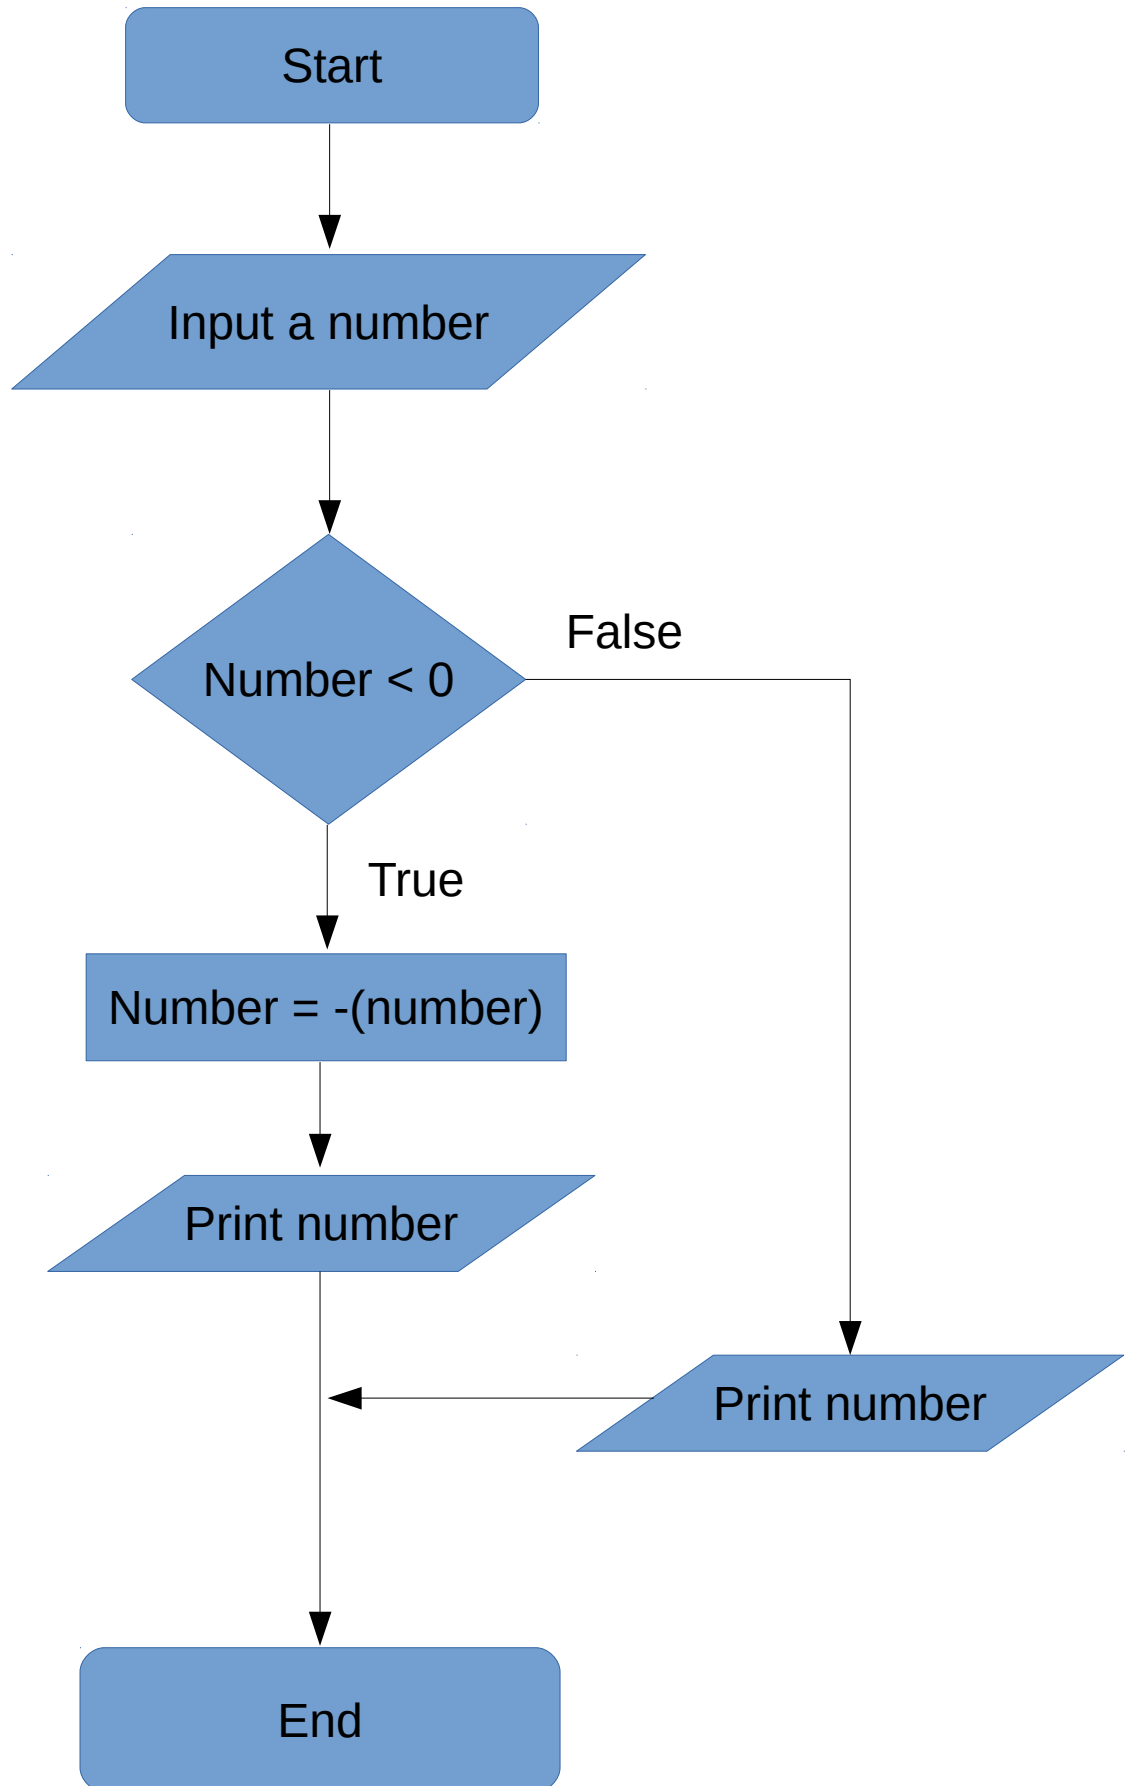 Start
Input a number
False
Number < 0
True
Number = -(number)
Print number
Print number
End